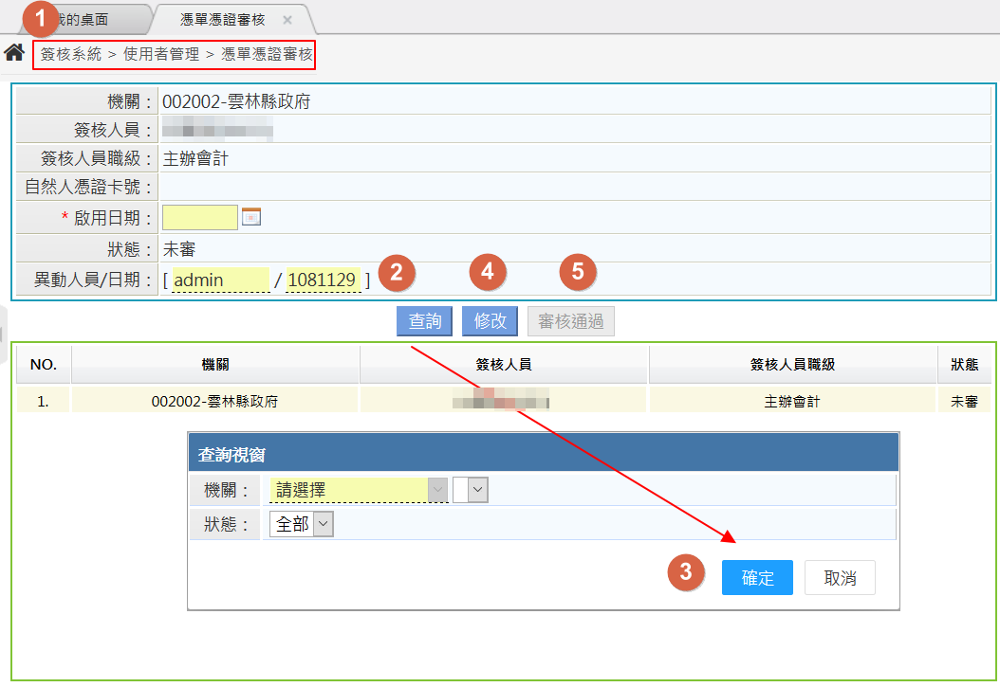 1 我的桌面 憑單憑證審核 ×
簽核系統 > 使用者管理 > 憑單憑證審核
機關： 002002-雲林縣政府
簽核人員：
簽核人員職級： 主辦會計
自然人憑證卡號：
* 啟用日期：
狀態： 未審
異動人員/日期： [ admin / 1081129 ] 2 4 5
查詢 修改 審核通過
NO. 機關 簽核人員 簽核人員職級 狀態
1. 002002-雲林縣政府 主辦會計 未審
查詢視窗
機關： 請選擇
狀態： 全部
3 確定 取消